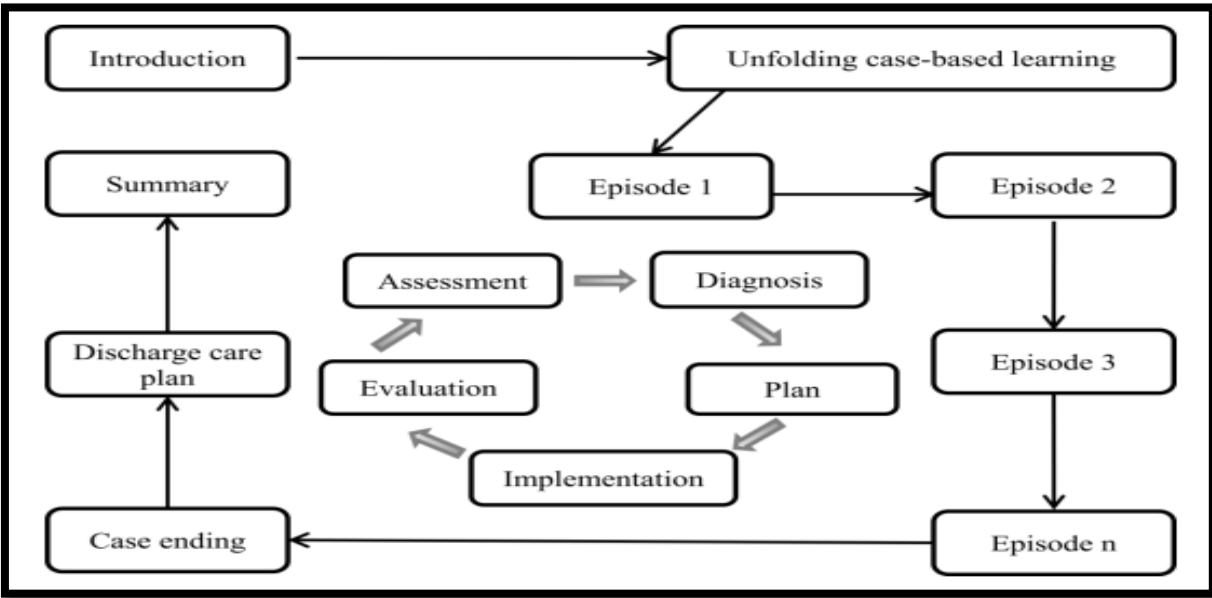 Introduction
Unfolding case-based learning
Summary
Episode 1
Episode 2
Assessment
Diagnosis
Discharge care
plan
Episode 3
Evaluation
Plan
Implementation
Case ending
Episode n